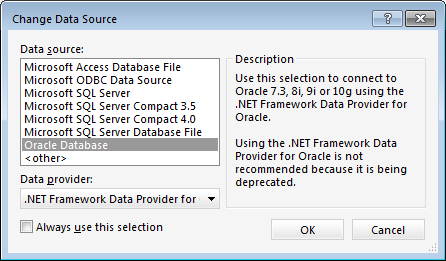 Change Data Source
?
Data source:
Microsoft Access Database File
Microsoft ODBC Data Source
Microsoft SQL Server
Microsoft SQL Server Compact 3.5
Microsoft SQL Server Compact 4.0
Microsoft SQL Server Database File
Oracle Database
<other>
Data provider:
.NET Framework Data Provider for
Always use this selection
Description
Use this selection to connect to
Oracle 7.3, 8i, 9i or 10g using the
.NET Framework Data Provider for
Oracle.
Using the .NET Framework Data
Provider for Oracle is not
recommended because it is being
deprecated.
OK
Cancel